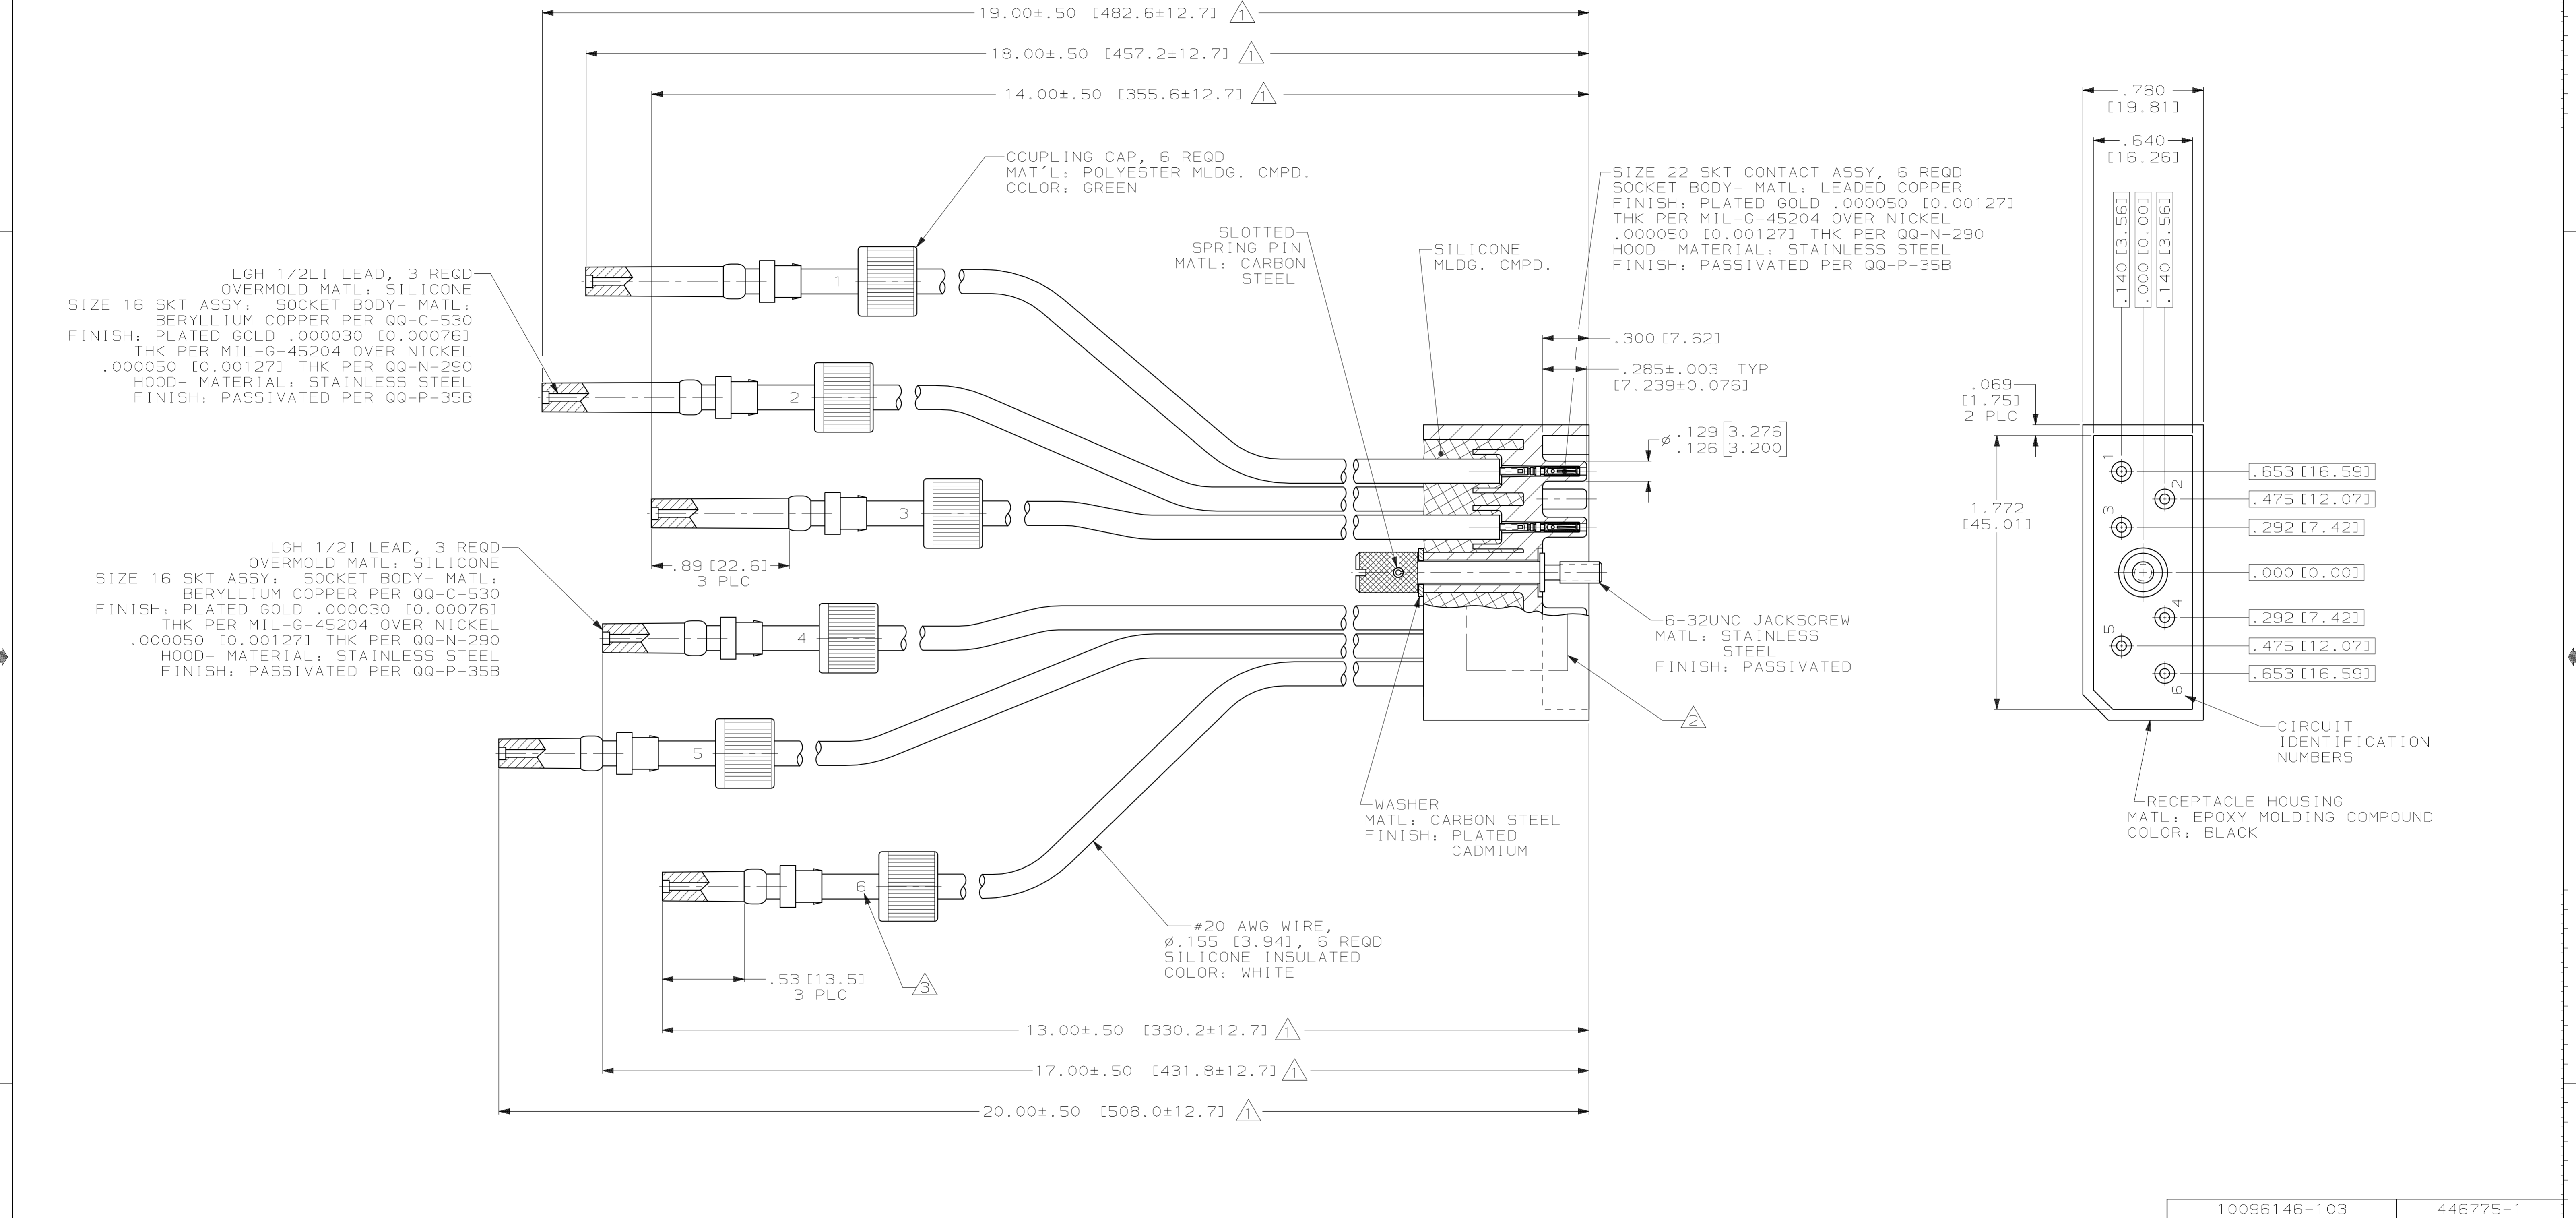 19.00±.50 [482.6±12.7] 1
18.00±.50 [457.2±12.7] 1
14.00±.50 [355.6±12.7] 1
COUPLING CAP, 6 REQD
MAT'L: POLYESTER MLDG. CMPD.
COLOR: GREEN
SIZE 22 SKT CONTACT ASSY, 6 REQD
SOCKET BODY- MATL: LEADED COPPER
FINISH: PLATED GOLD .000050 [0.00127]
THK PER MIL-G-45204 OVER NICKEL
.000050 [0.00127] THK PER QQ-N-290
HOOD- MATERIAL: STAINLESS STEEL
FINISH: PASSIVATED PER QQ-P-35B
SLOTTED
SPRING PIN
MATL: CARBON
STEEL
SILICONE
MLDG. CMPD.
LGH 1/2LI LEAD, 3 REQD
OVERMOLD MATL: SILICONE
SIZE 16 SKT ASSY: SOCKET BODY- MATL:
BERYLLIUM COPPER PER QQ-C-530
FINISH: PLATED GOLD .000030 [0.00076]
THK PER MIL-G-45204 OVER NICKEL
.000050 [0.00127] THK PER QQ-N-290
HOOD- MATERIAL: STAINLESS STEEL
FINISH: PASSIVATED PER QQ-P-35B
1
2
3
.89 [22.6]
3 PLC
LGH 1/2I LEAD, 3 REQD
OVERMOLD MATL: SILICONE
SIZE 16 SKT ASSY: SOCKET BODY- MATL:
BERYLLIUM COPPER PER QQ-C-530
FINISH: PLATED GOLD .000030 [0.00076]
THK PER MIL-G-45204 OVER NICKEL
.000050 [0.00127] THK PER QQ-N-290
HOOD- MATERIAL: STAINLESS STEEL
FINISH: PASSIVATED PER QQ-P-35B
4
5
6
.300 [7.62]
.285±.003 TYP
[7.239±0.076]
ø .129 [3.276]
.126 [3.200]
6-32UNC JACKSCREW
MATL: STAINLESS
STEEL
FINISH: PASSIVATED
2
WASHER
MATL: CARBON STEEL
FINISH: PLATED
CADMIUM
#20 AWG WIRE,
ø.155 [3.94], 6 REQD
SILICONE INSULATED
COLOR: WHITE
.53 [13.5]
3 PLC
3
13.00±.50 [330.2±12.7] 1
17.00±.50 [431.8±12.7] 1
20.00±.50 [508.0±12.7] 1
.780
[19.81]
.640
[16.26]
.140 [3.56]
.000 [0.00]
.140 [3.56]
.069
[1.75]
2 PLC
1.772
[45.01]
1
2
3
4
5
6
.653 [16.59]
.475 [12.07]
.292 [7.42]
.000 [0.00]
.292 [7.42]
.475 [12.07]
.653 [16.59]
CIRCUIT
IDENTIFICATION
NUMBERS
RECEPTACLE HOUSING
MATL: EPOXY MOLDING COMPOUND
COLOR: BLACK
10096146-103
446775-1